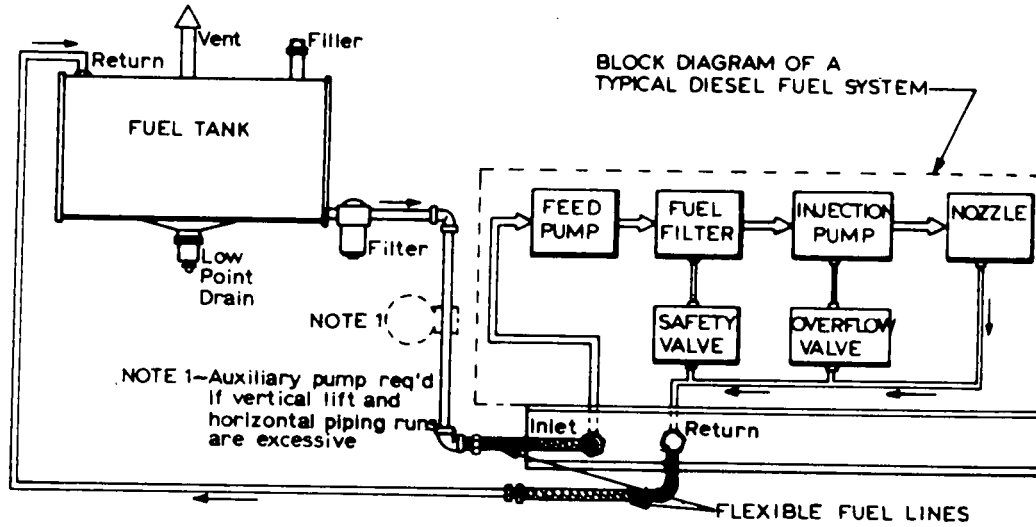 Vent
Filler
Return
FUEL TANK
Low
Point
Drain
Filter
BLOCK DIAGRAM OF A
TYPICAL DIESEL FUEL SYSTEM
FEED
PUMP
FUEL
FILTER
INJECTION
PUMP
NOZZLE
SAFETY
VALVE
OVERFLOW
VALVE
NOTE 1
NOTE 1~Auxiliary pump req'd
if vertical lift and
horizontal piping runs
are excessive
Inlet
Return
FLEXIBLE FUEL LINES